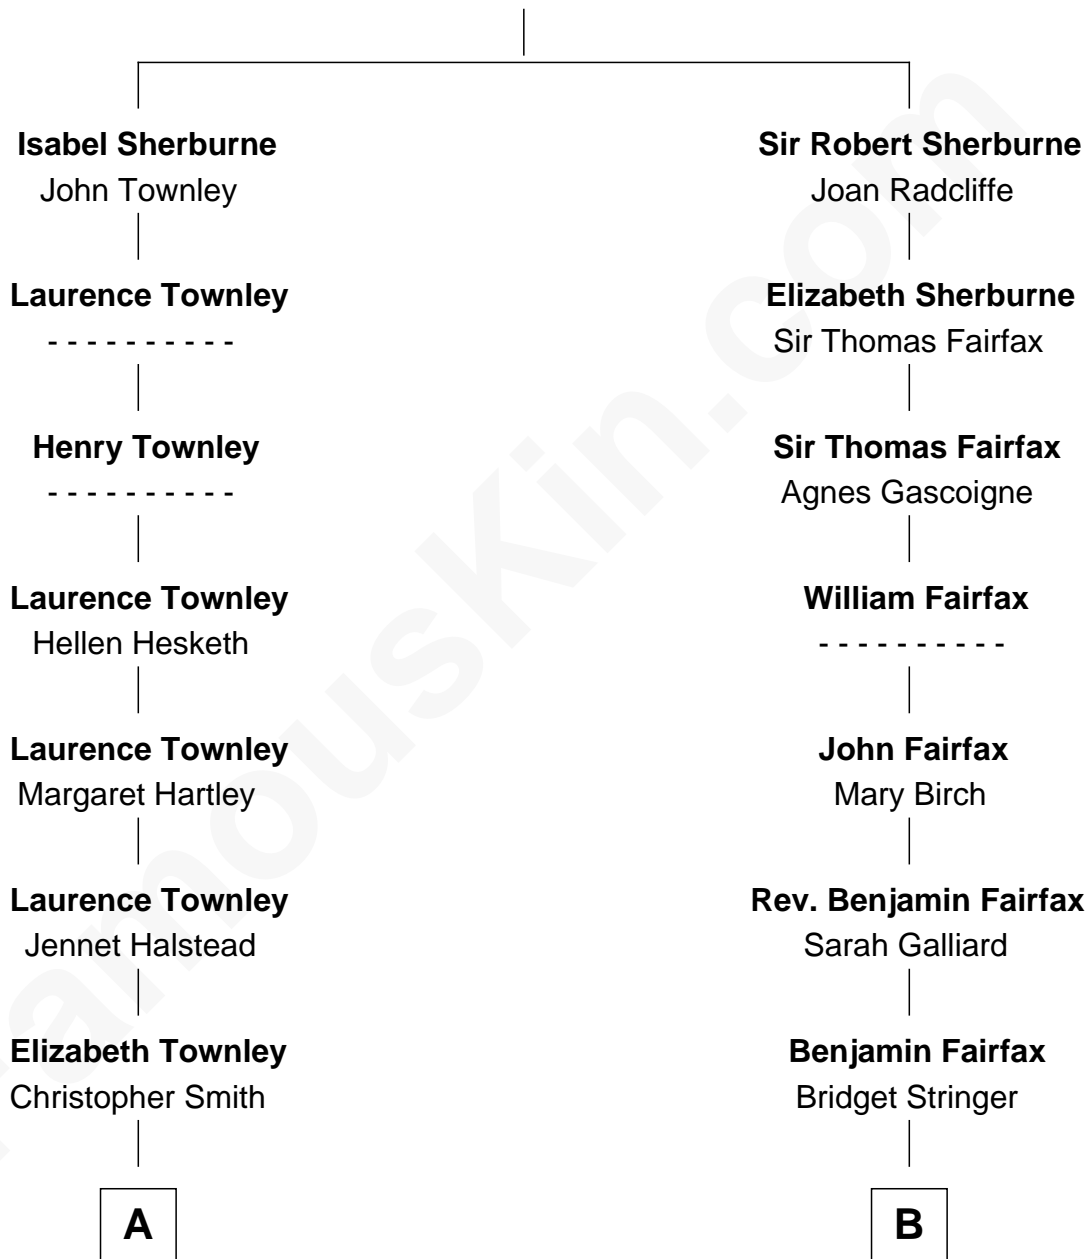 Isabel Sherburne
John Townley
Laurence Townley
- - - - - - - - - -
Henry Townley
- - - - - - - - - -
Laurence Townley
Hellen Hesketh
Laurence Townley
Margaret Hartley
Laurence Townley
Jennet Halstead
Elizabeth Townley
Christopher Smith
A
Sir Robert Sherburne
Joan Radcliffe
Elizabeth Sherburne
Sir Thomas Fairfax
Sir Thomas Fairfax
Agnes Gascoigne
William Fairfax
- - - - - - - - - -
John Fairfax
Mary Birch
Rev. Benjamin Fairfax
Sarah Galliard
Benjamin Fairfax
Bridget Stringer
B
FamousKin.com